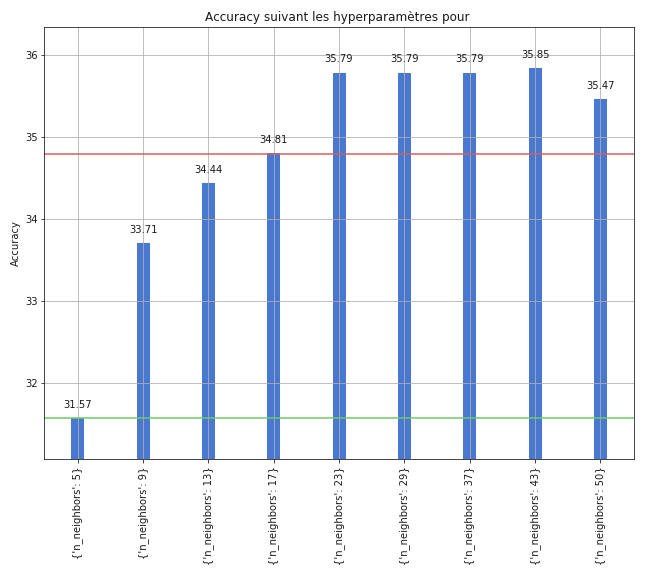 Accuracy suivant les hyperparamètres pour
Accuracy
36
35
34
33
32
31.57
33.71
34.44
34.81
35.79
35.79
35.79
35.85
35.47
{'n_neighbors': 5}
{'n_neighbors': 9}
{'n_neighbors': 13}
{'n_neighbors': 17}
{'n_neighbors': 23}
{'n_neighbors': 29}
{'n_neighbors': 37}
{'n_neighbors': 43}
{'n_neighbors': 50}